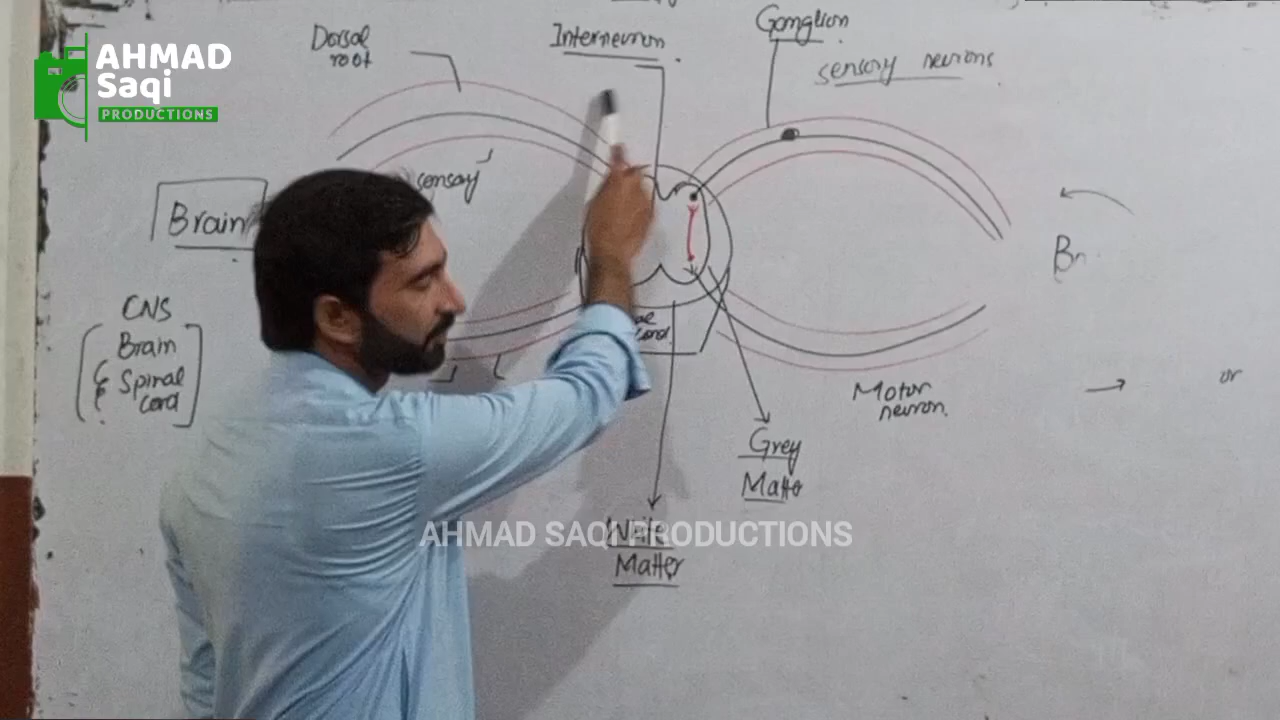 AHMAD
Saqi
PRODUCTIONS
Dorsal
root
Interneuron
Ganglion
sensory neurons
sensory
Brain
CNS
Brain
Spinal
cord
Br
cord
Motor
neuron.
or
Grey
Matter
AHMAD SAQI PRODUCTIONS
Matter